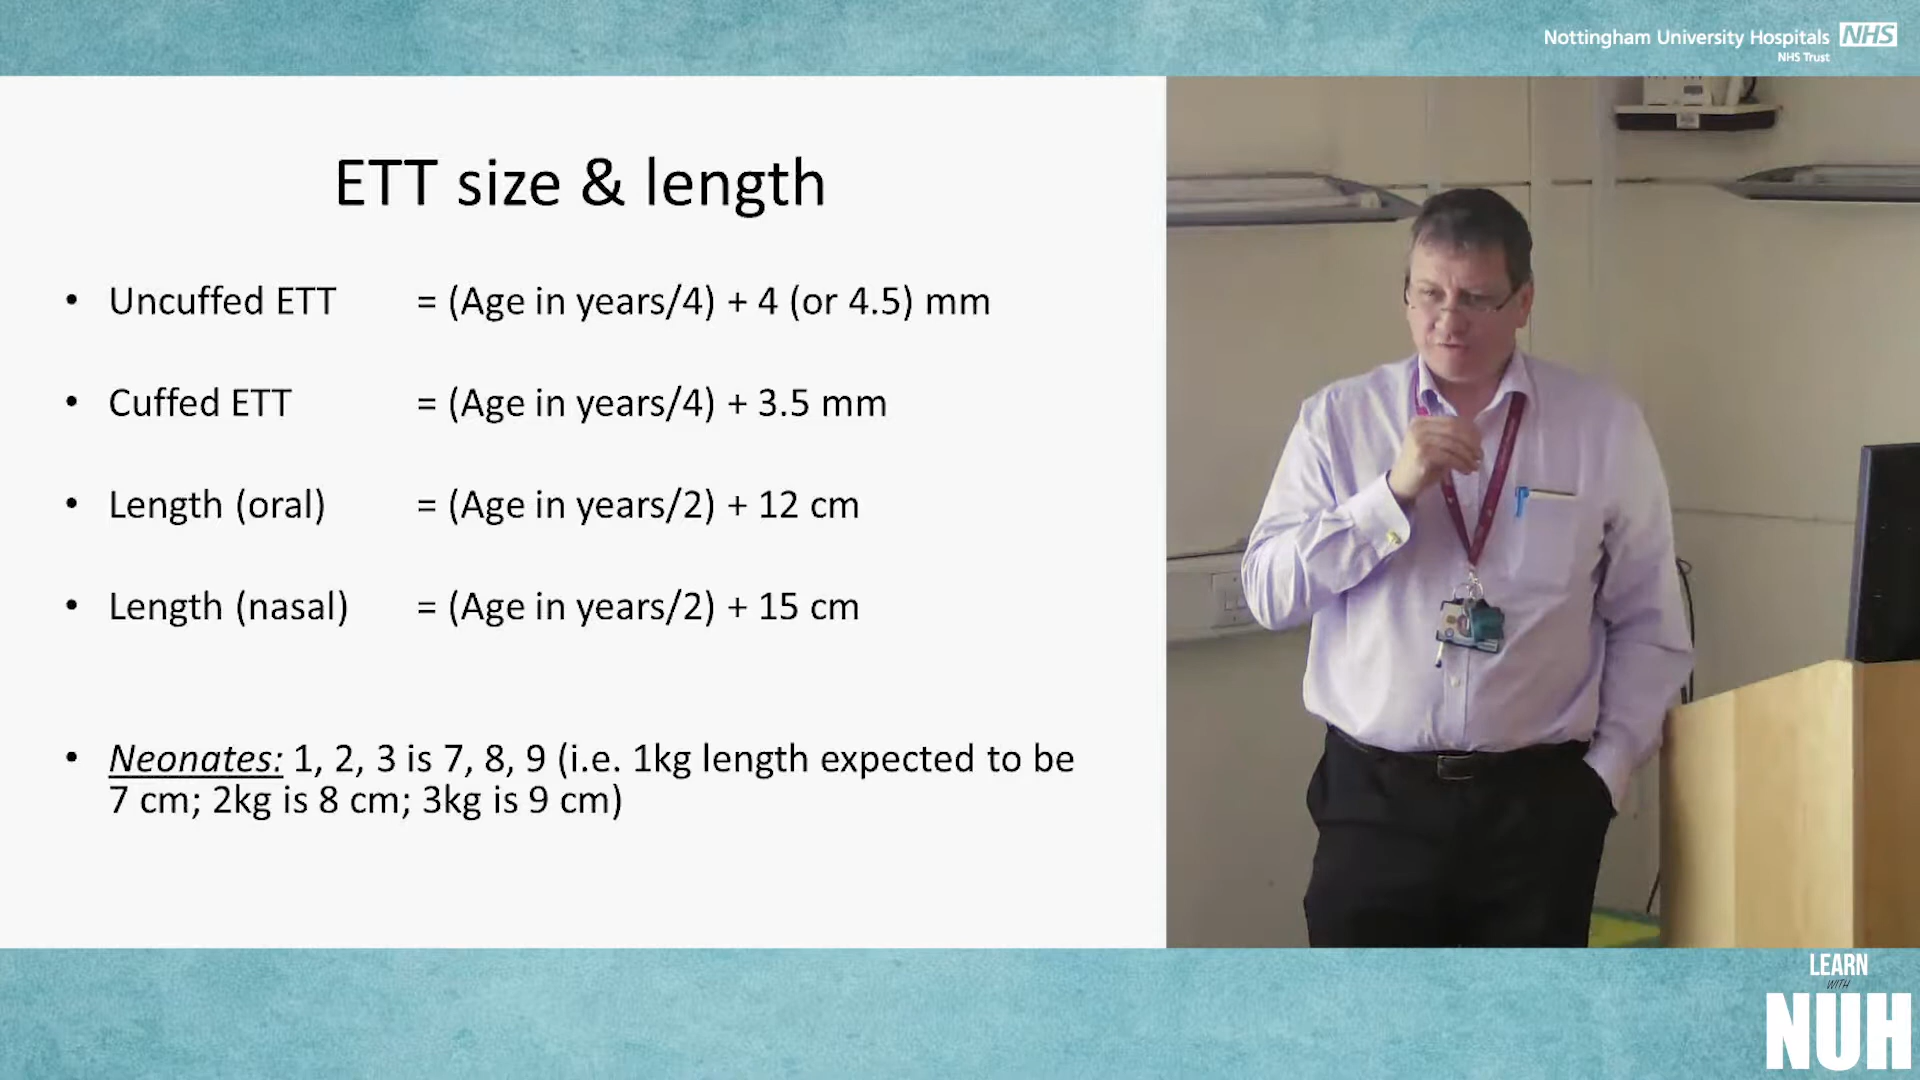 Nottingham University Hospitals NHS
NHS Trust
ETT size & length
• Uncuffed ETT = (Age in years/4) + 4 (or 4.5) mm
• Cuffed ETT = (Age in years/4) + 3.5 mm
• Length (oral) = (Age in years/2) + 12 cm
• Length (nasal) = (Age in years/2) + 15 cm
• Neonates: 1, 2, 3 is 7, 8, 9 (i.e. 1kg length expected to be
7 cm; 2kg is 8 cm; 3kg is 9 cm)
LEARN
WITH
NUH